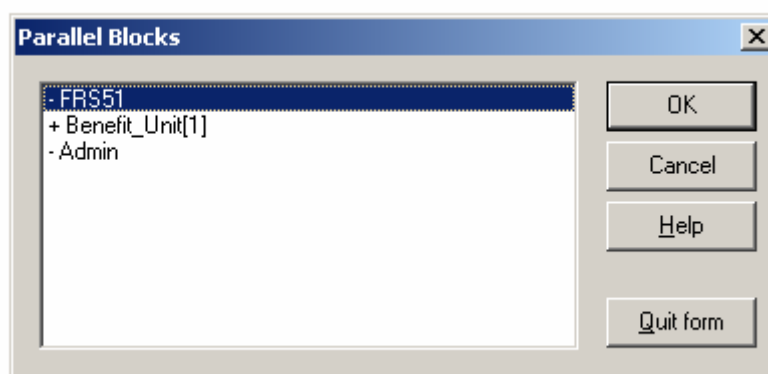 Parallel Blocks
- FRS51
+ Benefit_Unit[1]
- Admin
OK
Cancel
Help
Quit form